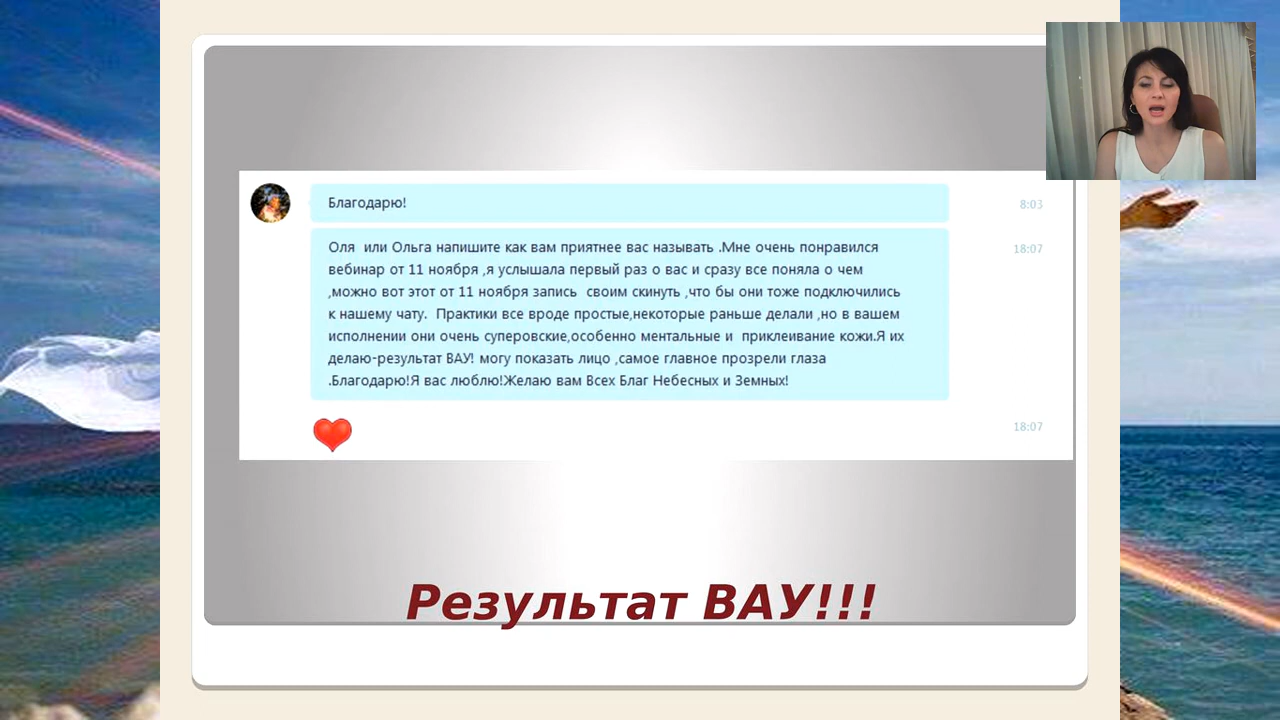 Благодарю!
8:03
Оля или Ольга напишите как вам приятнее вас называть .Мне очень понравился
18:07
вебинар от 11 ноября ,я услышала первый раз о вас и сразу все поняла о чем
,можно вот этот от 11 ноября запись своим скинуть ,что бы они тоже подключились
к нашему чату. Практики все вроде простые,некоторые раньше делали ,но в вашем
исполнении они очень суперовские,особенно ментальные и приклеивание кожи.Я их
делаю-результат ВАУ! могу показать лицо ,самое главное прозрели глаза
.Благодарю!Я вас люблю!Желаю вам Всех Благ Небесных и Земных!
18:07
Результат ВАУ!!!